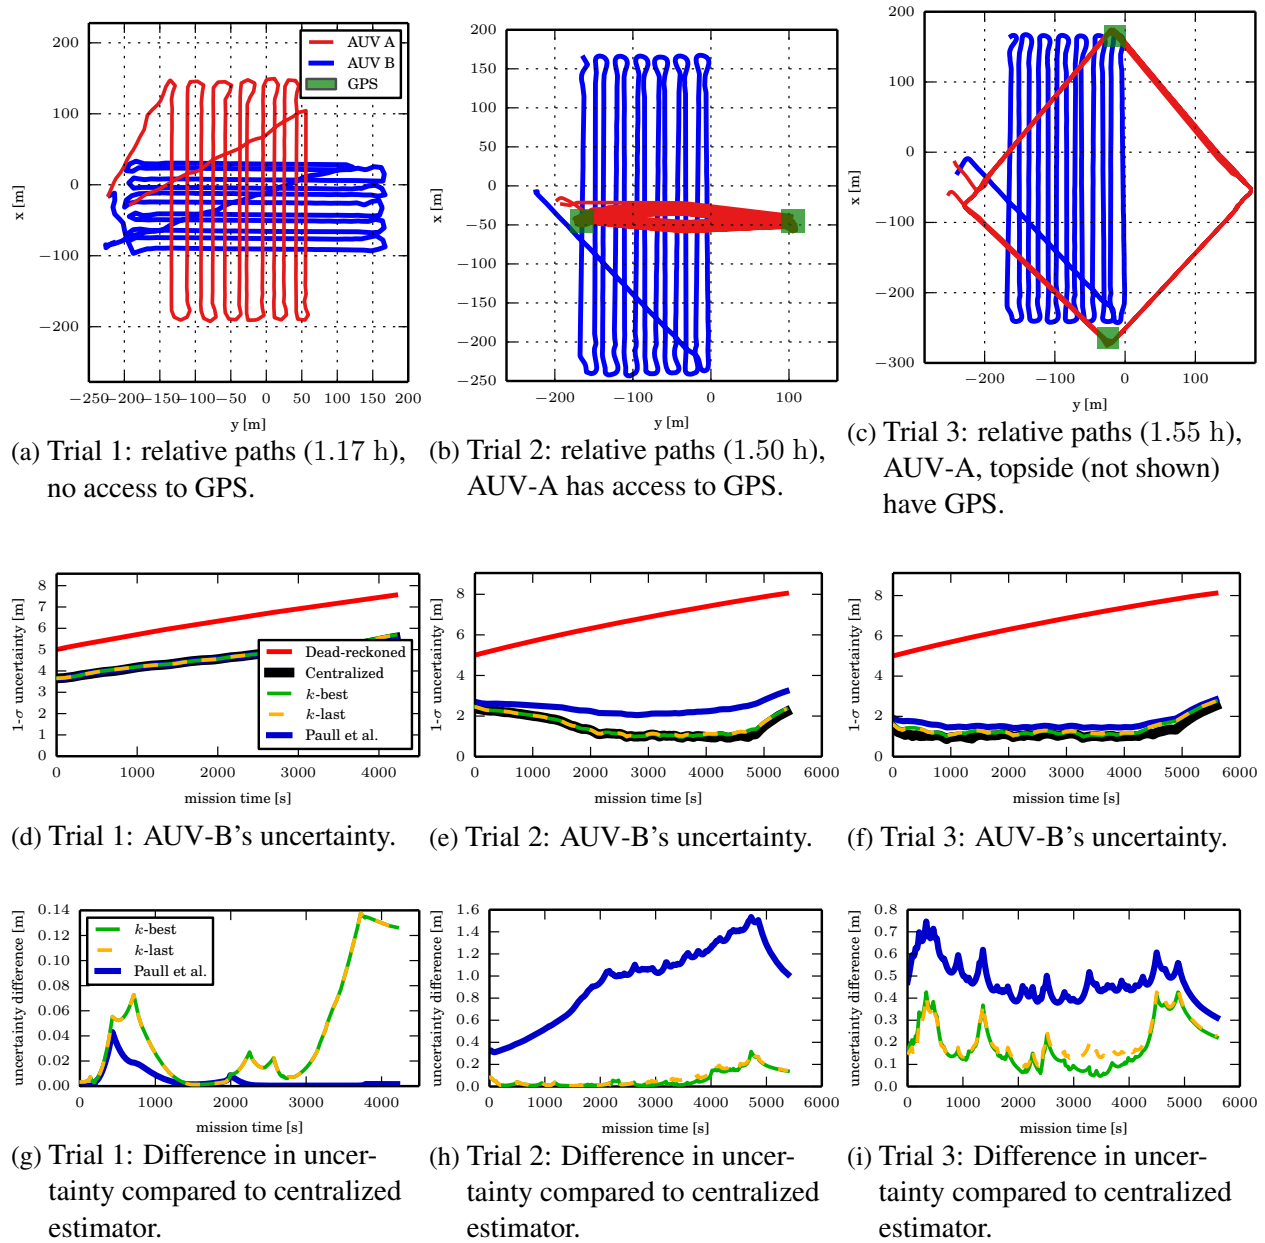 200
100
0
−100
−200
x [m]
−250−200−150−100 −50 0 50 100 150 200
y [m]
AUV A
AUV B
GPS
(a) Trial 1: relative paths (1.17 h),
no access to GPS.
200
150
100
50
0
−50
−100
−150
−200
−250
x [m]
−200 −100 0 100
y [m]
(b) Trial 2: relative paths (1.50 h),
AUV-A has access to GPS.
200
100
0
−100
−200
−300
x [m]
−200 −100 0 100
y [m]
(c) Trial 3: relative paths (1.55 h),
AUV-A, topside (not shown)
have GPS.
8
7
6
5
4
3
2
1
0
1-σ uncertainty [m]
0 1000 2000 3000 4000
mission time [s]
Dead-reckoned
Centralized
k-best
k-last
Paull et al.
(d) Trial 1: AUV-B's uncertainty.
8
6
4
2
0
1-σ uncertainty [m]
0 1000 2000 3000 4000 5000 6000
mission time [s]
(e) Trial 2: AUV-B's uncertainty.
8
6
4
2
0
1-σ uncertainty [m]
0 1000 2000 3000 4000 5000 6000
mission time [s]
(f) Trial 3: AUV-B's uncertainty.
0.14
0.12
0.10
0.08
0.06
0.04
0.02
0.00
uncertainty difference [m]
0 1000 2000 3000 4000
mission time [s]
k-best
k-last
Paull et al.
(g) Trial 1: Difference in uncer-
tainty compared to centralized
estimator.
1.6
1.4
1.2
1.0
0.8
0.6
0.4
0.2
0.0
uncertainty difference [m]
0 1000 2000 3000 4000 5000 6000
mission time [s]
(h) Trial 2: Difference in uncer-
tainty compared to centralized
estimator.
0.8
0.7
0.6
0.5
0.4
0.3
0.2
0.1
0.0
uncertainty difference [m]
0 1000 2000 3000 4000 5000 6000
mission time [s]
(i) Trial 3: Difference in uncer-
tainty compared to centralized
estimator.